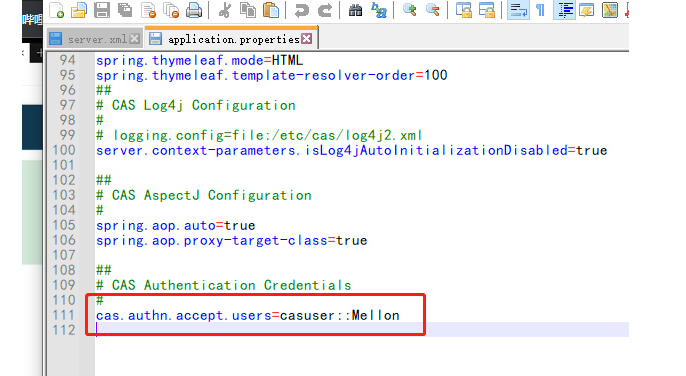 哔哩
server.xml
application.properties
94 spring.thymeleaf.mode=HTML
95 spring.thymeleaf.template-resolver-order=100
96 ##
97 # CAS Log4j Configuration
98 #
99 # logging.config=file:/etc/cas/log4j2.xml
100 server.context-parameters.isLog4jAutoInitializationDisabled=true
101
102 ##
103 # CAS AspectJ Configuration
104 #
105 spring.aop.auto=true
106 spring.aop.proxy-target-class=true
107
108 ##
109 # CAS Authentication Credentials
110 #
111 cas.authn.accept.users=casuser::Mellon
112